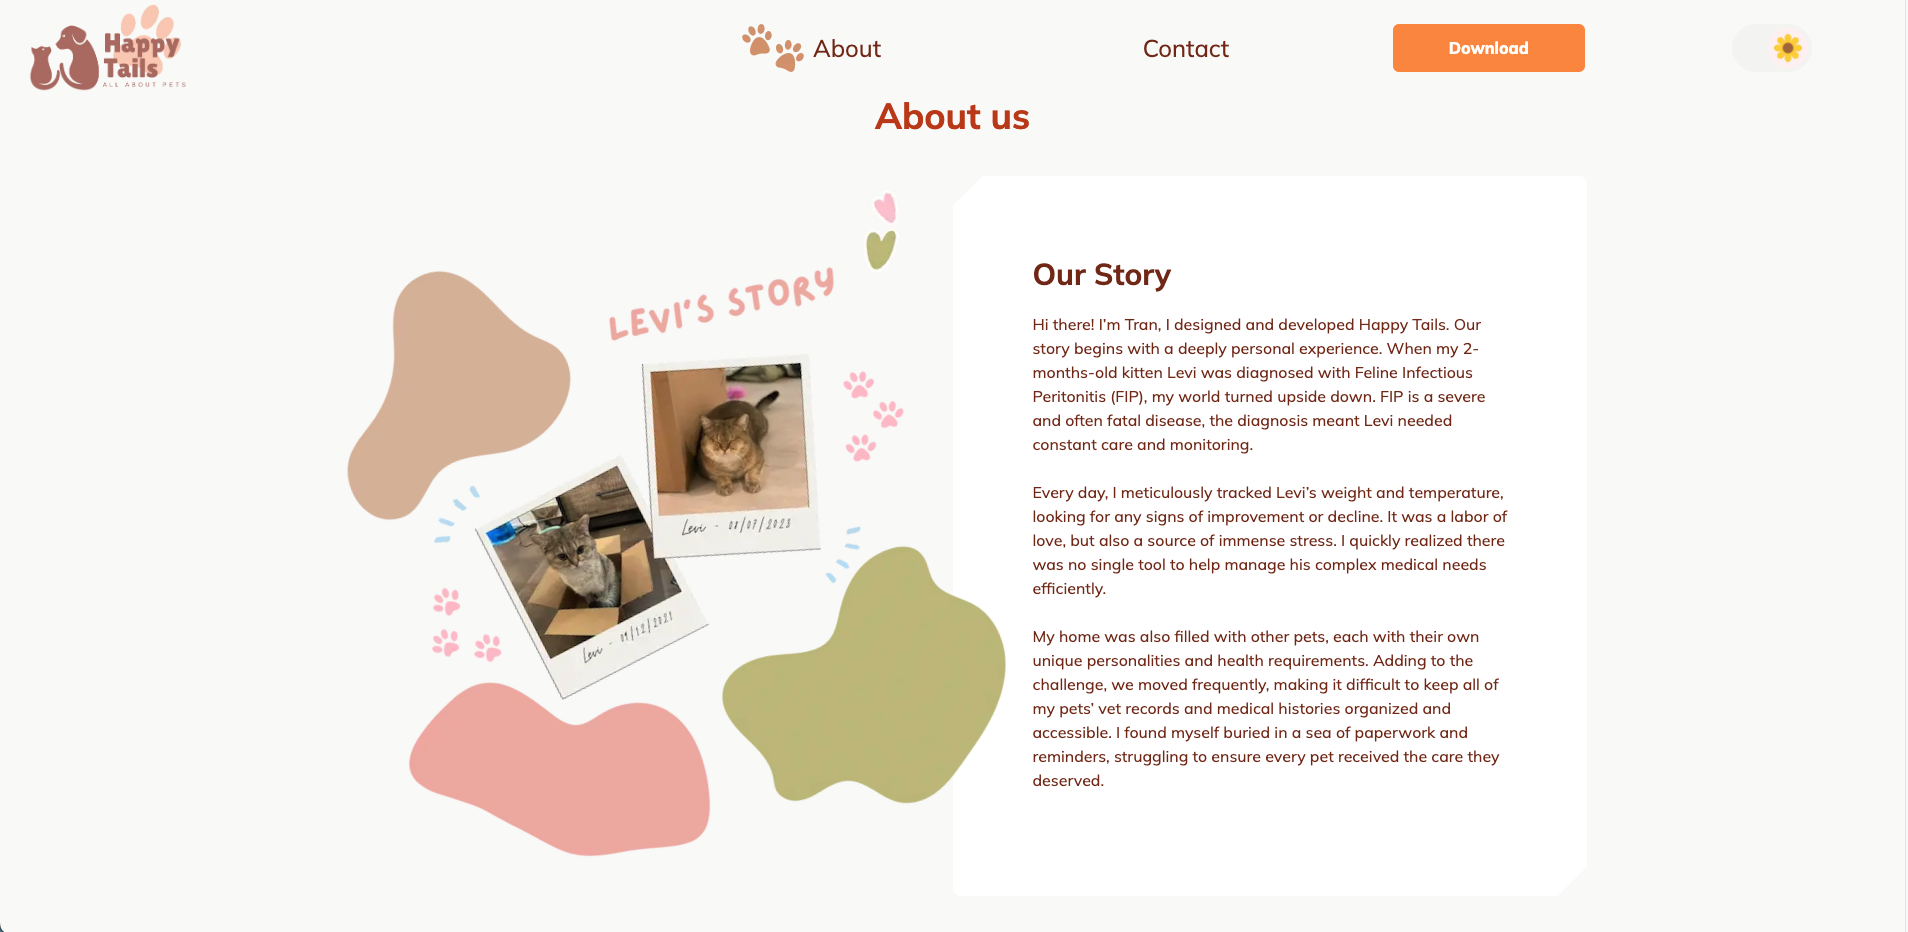 Happy
Tails
ALL ABOUT PETS
About
Contact
Download
About us
LEVI'S STORY
Levi - 08/07/2023
Levi - 09/12/2021
Our Story
Hi there! I’m Tran, I designed and developed Happy Tails. Our
story begins with a deeply personal experience. When my 2-
months-old kitten Levi was diagnosed with Feline Infectious
Peritonitis (FIP), my world turned upside down. FIP is a severe
and often fatal disease, the diagnosis meant Levi needed
constant care and monitoring.
Every day, I meticulously tracked Levi’s weight and temperature,
looking for any signs of improvement or decline. It was a labor of
love, but also a source of immense stress. I quickly realized there
was no single tool to help manage his complex medical needs
efficiently.
My home was also filled with other pets, each with their own
unique personalities and health requirements. Adding to the
challenge, we moved frequently, making it difficult to keep all of
my pets’ vet records and medical histories organized and
accessible. I found myself buried in a sea of paperwork and
reminders, struggling to ensure every pet received the care they
deserved.